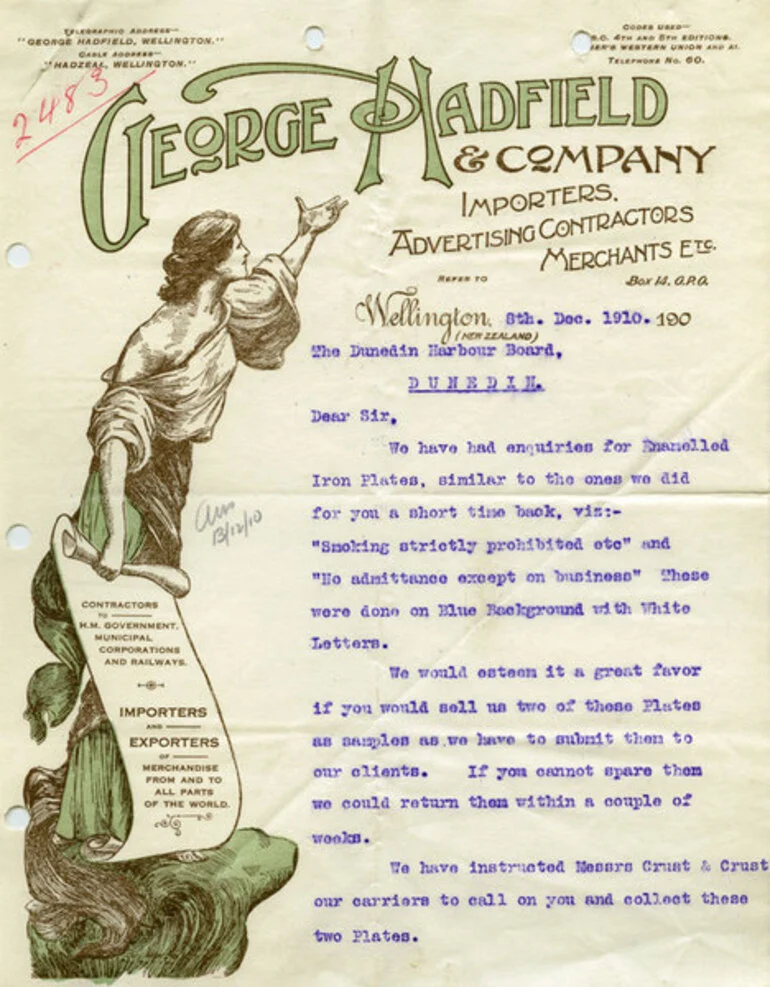 TELEGRAPHIC ADDRESS—
"GEORGE HADFIELD, WELLINGTON."
CABLE ADDRESS—
"HADZEAL, WELLINGTON."
CODES USED—
4TH AND 5TH EDITIONS.
WESTERN UNION AND A1.
TELEPHONE NO. 60.
2483
GEORGE HADFIELD
& COMPANY
IMPORTERS,
ADVERTISING CONTRACTORS
MERCHANTS ETC.
REFER TO
Box 14, G.P.O.
Wellington, 8th. Dec. 1910. 190
(NEW ZEALAND)
The Dunedin Harbour Board,
DUNEDIN.
Dear Sir,
We have had enquiries for Enamelled
Iron Plates, similar to the ones we did
for you a short time back, viz:-
"Smoking strictly prohibited etc" and
"No admittance except on business" These
were done on Blue Background with White
Letters.
We would esteem it a great favor
if you would sell us two of these Plates
as samples as we have to submit them to
our clients. If you cannot spare them
we could return them within a couple of
weeks.
We have instructed Messrs Crust & Crust
our carriers to call on you and collect these
two Plates.
13/12/10
CONTRACTORS
TO
H.M. GOVERNMENT,
MUNICIPAL
CORPORATIONS
AND RAILWAYS.
IMPORTERS
AND
EXPORTERS
OF
MERCHANDISE
FROM AND TO
ALL PARTS
OF THE WORLD.